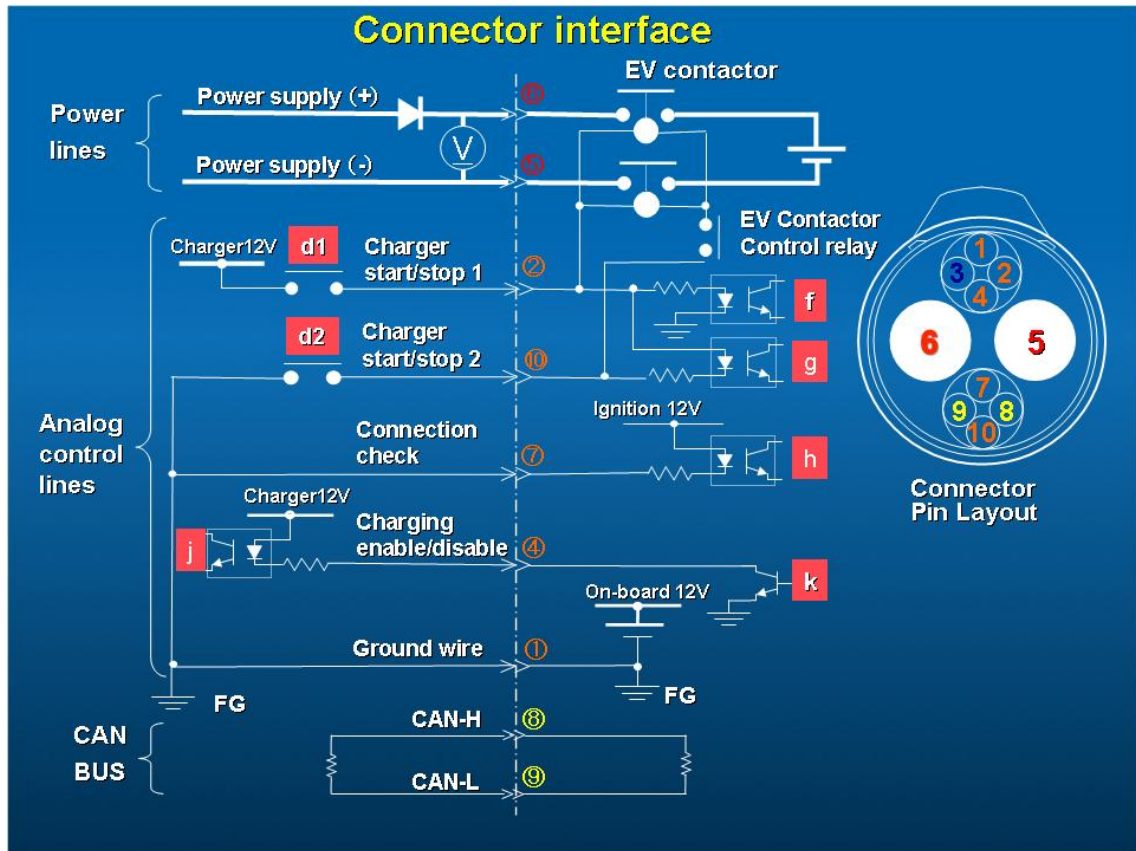 Connector interface
EV contactor
Power supply (+)
⑥
Power
lines
V
Power supply (-)
⑤
EV Contactor
Control relay
Charger12V
d1
Charger
start/stop 1
②
f
d2
Charger
start/stop 2
⑩
g
Ignition 12V
Analog
control
lines
Connection
check
⑦
h
Charger12V
j
Charging
enable/disable
④
k
On-board 12V
Ground wire
①
FG
FG
CAN
BUS
CAN-H
⑧
CAN-L
⑨
1
3 2
4
6 5
7
9 8
10
Connector
Pin Layout